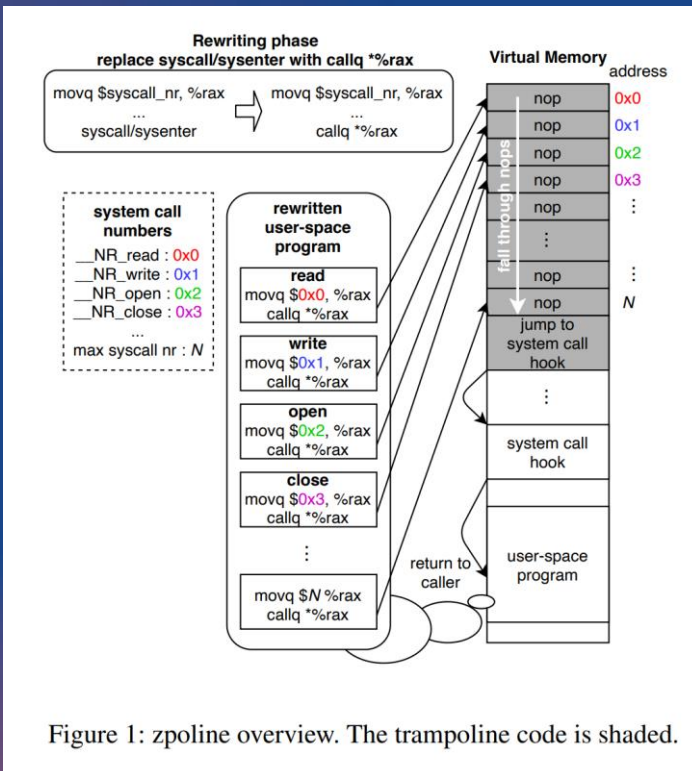 Rewriting phase
replace syscall/sysenter with callq *%rax
movq $syscall_nr, %rax
...
syscall/sysenter
movq $syscall_nr, %rax
...
callq *%rax
system call
numbers
__NR_read : 0x0
__NR_write : 0x1
__NR_open : 0x2
__NR_close : 0x3
...
max syscall nr : N
rewritten
user-space
program
read
movq $0x0, %rax
callq *%rax
write
movq $0x1, %rax
callq *%rax
open
movq $0x2, %rax
callq *%rax
close
movq $0x3, %rax
callq *%rax
⋮
movq $N %rax
callq *%rax
Virtual Memory
address
nop 0x0
nop 0x1
nop 0x2
nop 0x3
nop ⋮
⋮
nop ⋮
nop N
fall through nops
jump to
system call
hook
⋮
system call
hook
return to
caller
user-space
program
Figure 1: zpoline overview. The trampoline code is shaded.